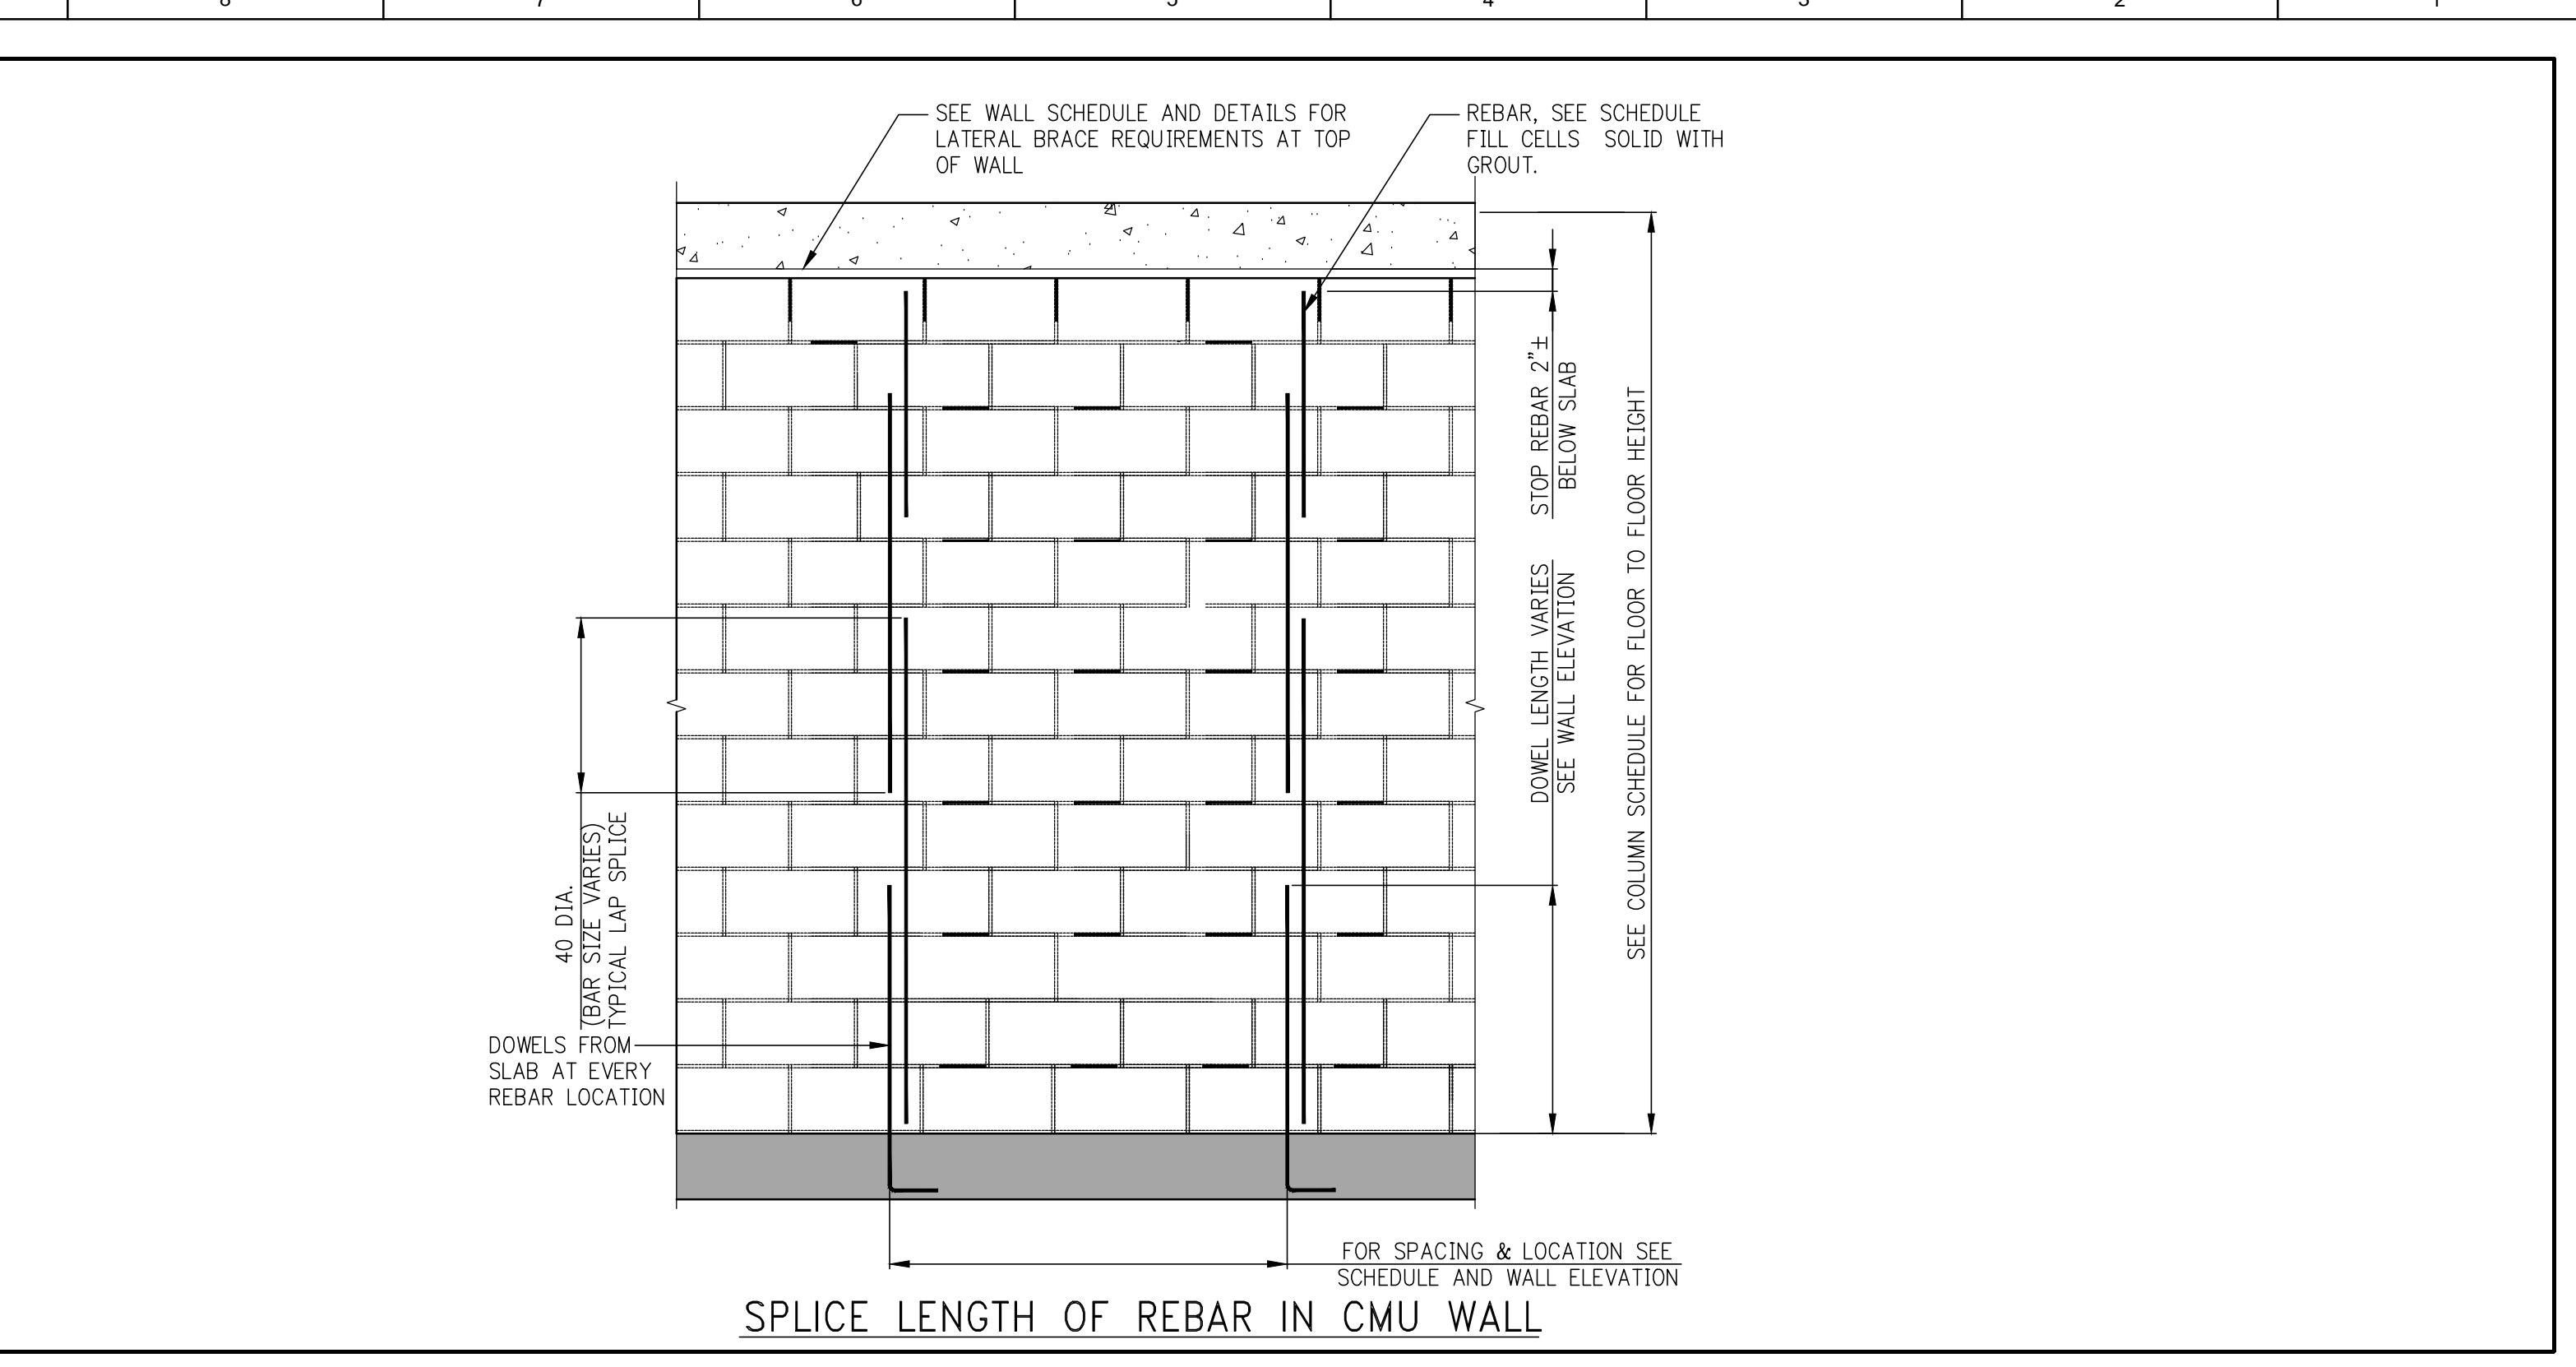 SEE WALL SCHEDULE AND DETAILS FOR
LATERAL BRACE REQUIREMENTS AT TOP
OF WALL
REBAR, SEE SCHEDULE
FILL CELLS SOLID WITH
GROUT.
STOP REBAR 2"±
BELOW SLAB
DOWEL LENGTH VARIES
SEE WALL ELEVATION
SEE COLUMN SCHEDULE FOR FLOOR TO FLOOR HEIGHT
40 DIA.
(BAR SIZE VARIES)
TYPICAL LAP SPLICE
DOWELS FROM
SLAB AT EVERY
REBAR LOCATION
FOR SPACING & LOCATION SEE
SCHEDULE AND WALL ELEVATION
SPLICE LENGTH OF REBAR IN CMU WALL